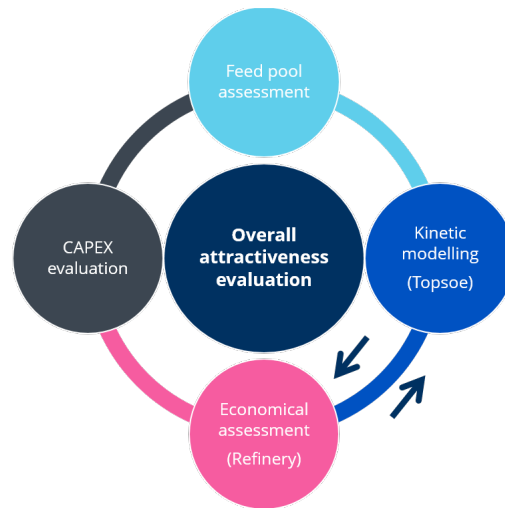 Feed pool
assessment
CAPEX
evaluation
Overall
attractiveness
evaluation
Kinetic
modelling
(Topsoe)
Economical
assessment
(Refinery)